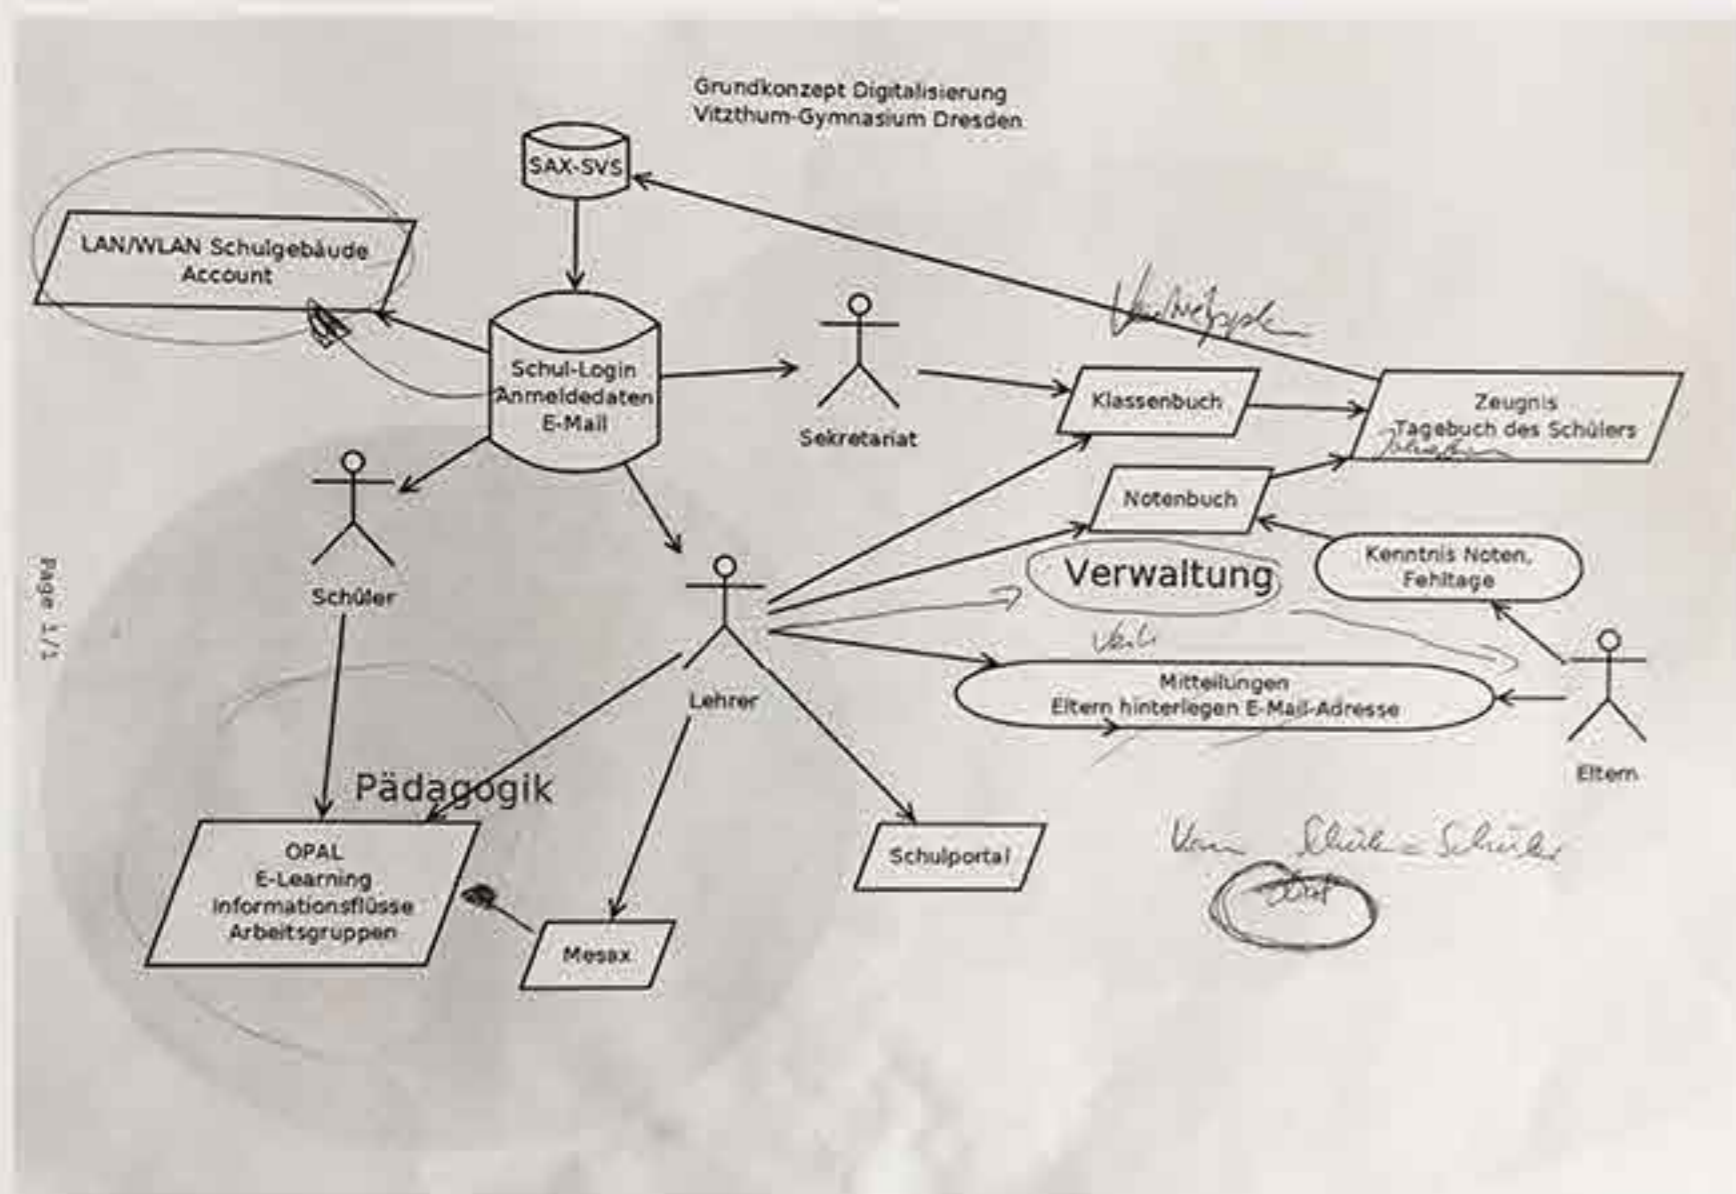 Grundkonzept Digitalisierung
Vitzthum-Gymnasium Dresden
SAX-SVS
LAN/WLAN Schulgebäude
Account
Schul-Login
Anmeldedaten
E-Mail
Sekretariat
Klassenbuch
Zeugnis
Tagebuch des Schülers
Notenbuch
Kenntnis Noten,
Fehltage
Verwaltung
Schüler
Lehrer
Mitteilungen
Eltern hinterlegen E-Mail-Adresse
Eltern
Pädagogik
OPAL
E-Learning
Informationsflüsse
Arbeitsgruppen
Mesax
Schulportal
Page 1/1